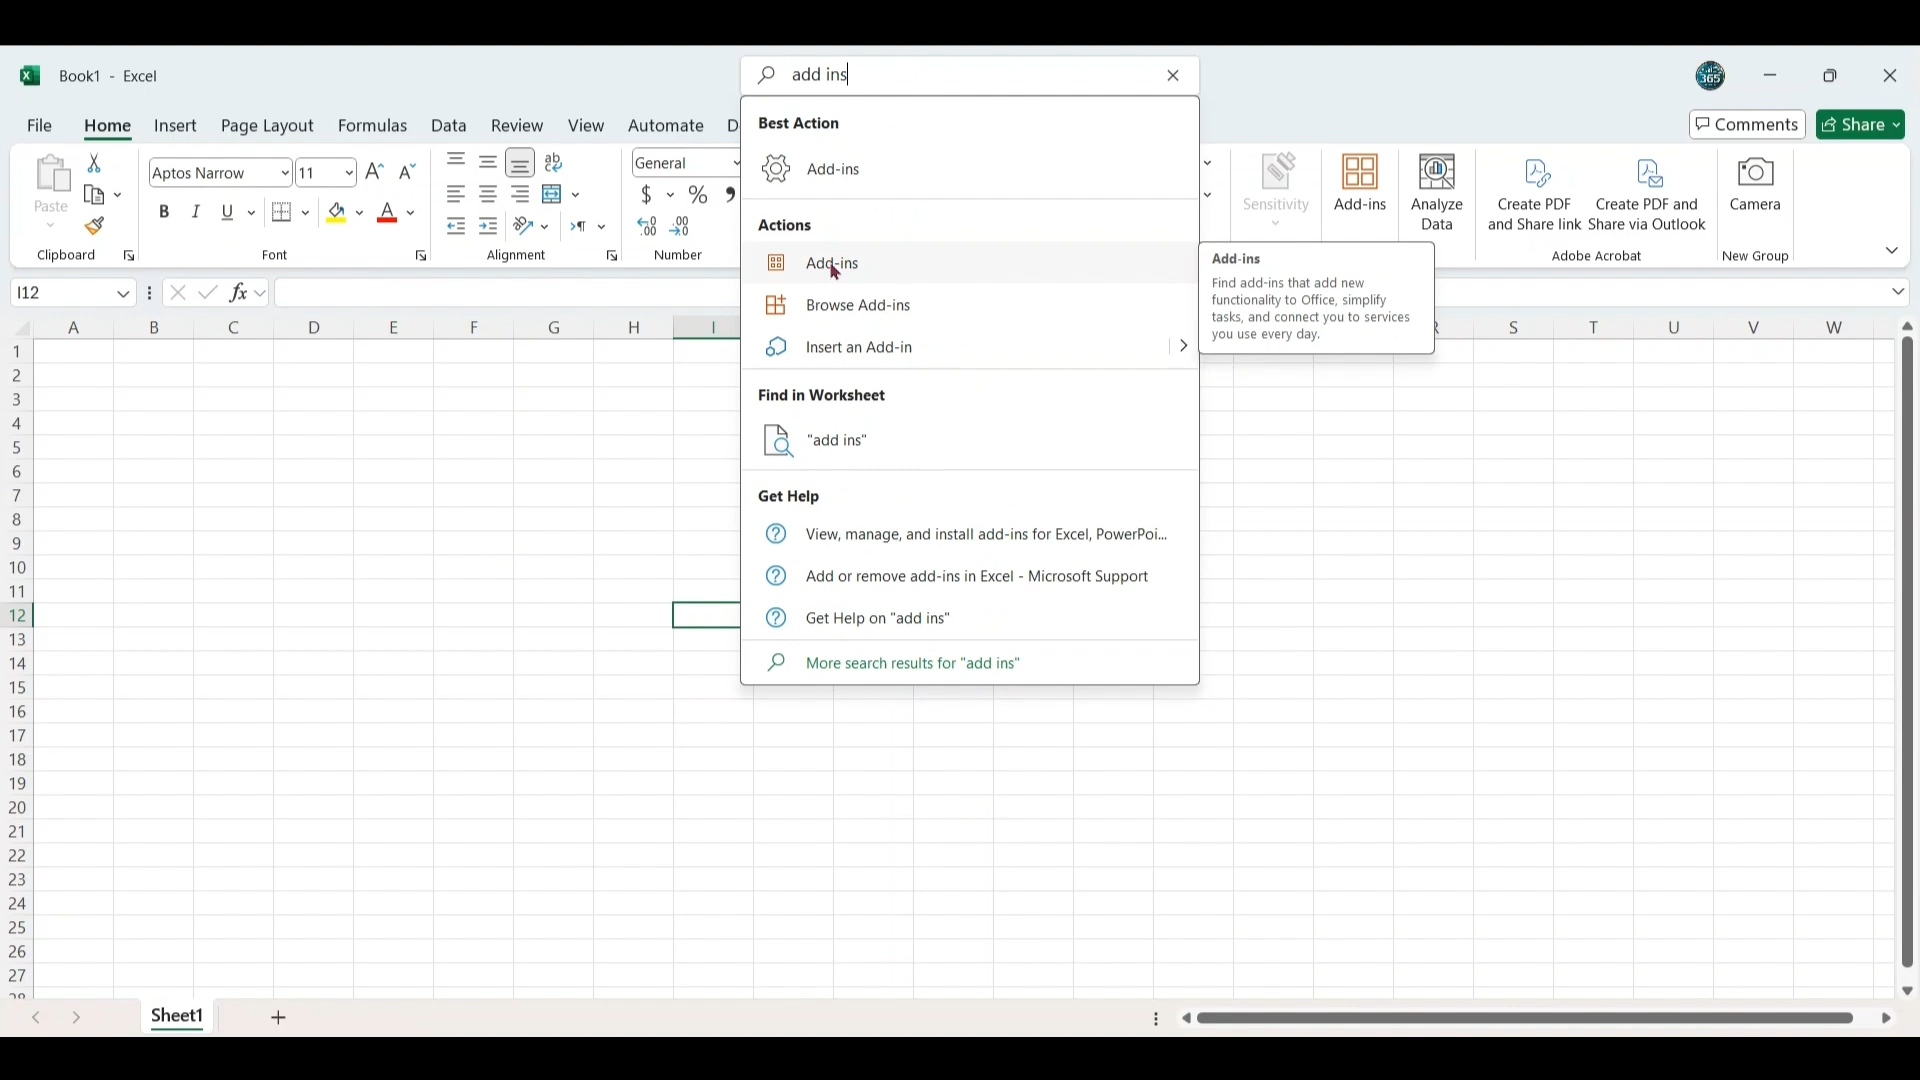 Book1 - Excel
add ins
365
File Home Insert Page Layout Formulas Data Review View Automate D
Comments Share
Best Action
Add-ins
Paste
Aptos Narrow 11
General
B I U
$ %
Clipboard Font Alignment Number
Sensitivity
Add-ins
Analyze
Data
Create PDF
and Share link
Create PDF and
Share via Outlook
Camera
Adobe Acrobat New Group
Actions
Add-ins
Browse Add-ins
Insert an Add-in
Add-ins
Find add-ins that add new
functionality to Office, simplify
tasks, and connect you to services
you use every day.
Find in Worksheet
"add ins"
Get Help
View, manage, and install add-ins for Excel, PowerPoi...
Add or remove add-ins in Excel - Microsoft Support
Get Help on "add ins"
More search results for "add ins"
I12 fx
A B C D E F G H I S T U V W
1
2
3
4
5
6
7
8
9
10
11
12
13
14
15
16
17
18
19
20
21
22
23
24
25
26
27
28
Sheet1